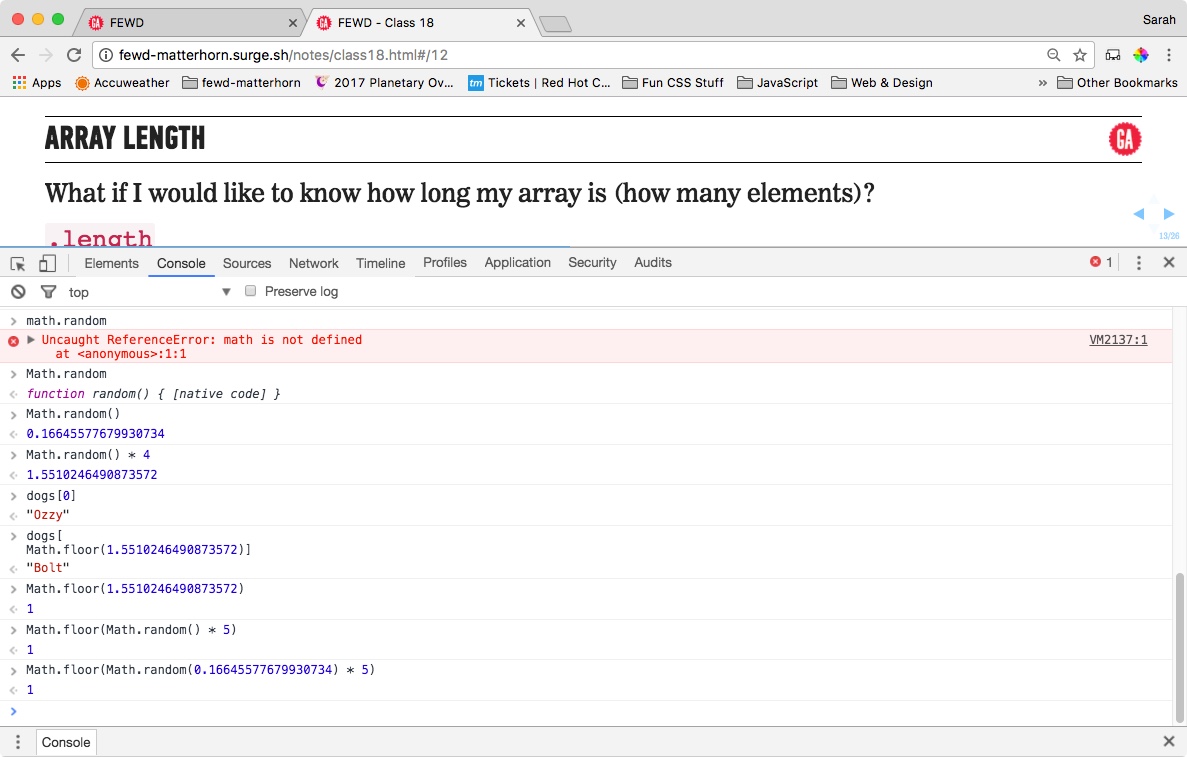 FEWD
FEWD - Class 18
Sarah
fewd-matterhorn.surge.sh/notes/class18.html#/12
Apps Accuweather fewd-matterhorn 2017 Planetary Ov... tm Tickets | Red Hot C... Fun CSS Stuff JavaScript Web & Design » Other Bookmarks
ARRAY LENGTH
GA
What if I would like to know how long my array is (how many elements)?
.length
13/26
Elements Console Sources Network Timeline Profiles Application Security Audits 1
top Preserve log
math.random
Uncaught ReferenceError: math is not defined VM2137:1
at <anonymous>:1:1
Math.random
function random() { [native code] }
Math.random()
0.16645577679930734
Math.random() * 4
1.5510246490873572
dogs[0]
"Ozzy"
dogs[
Math.floor(1.5510246490873572)]
"Bolt"
Math.floor(1.5510246490873572)
1
Math.floor(Math.random() * 5)
1
Math.floor(Math.random(0.16645577679930734) * 5)
1
Console